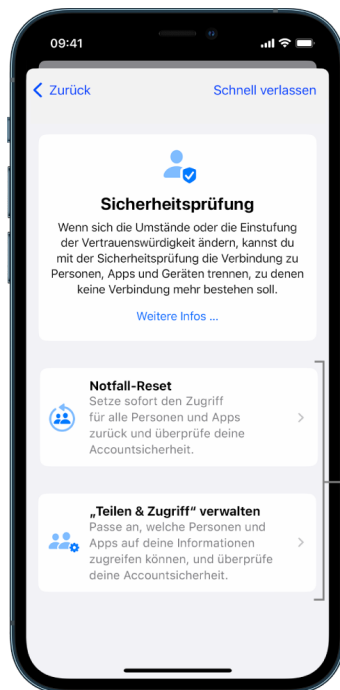 09:41
Zurück
Schnell verlassen
Sicherheitsprüfung
Wenn sich die Umstände oder die Einstufung
der Vertrauenswürdigkeit ändern, kannst du
mit der Sicherheitsprüfung die Verbindung zu
Personen, Apps und Geräten trennen, zu denen
keine Verbindung mehr bestehen soll.
Weitere Infos ...
Notfall-Reset
Setze sofort den Zugriff
für alle Personen und Apps
zurück und überprüfe deine
Accountsicherheit.
„Teilen & Zugriff“ verwalten
Passe an, welche Personen und
Apps auf deine Informationen
zugreifen können, und überprüfe
deine Accountsicherheit.